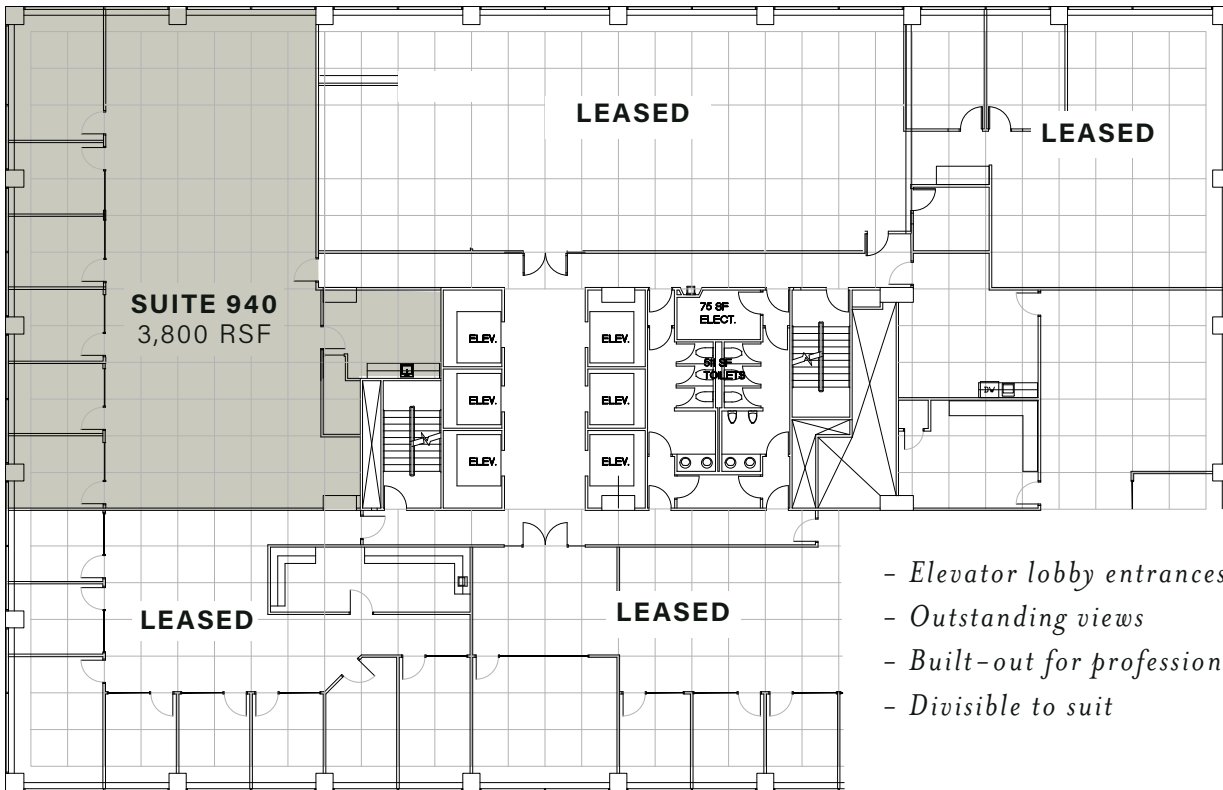 LEASED
LEASED
SUITE 940
3,800 RSF
75 SF
ELECT.
ELEV.
ELEV.
TOILETS
ELEV.
ELEV.
DW
ELEV.
ELEV.
- Elevator lobby entrances
- Outstanding views
LEASED
LEASED
- Built-out for profession
- Divisible to suit